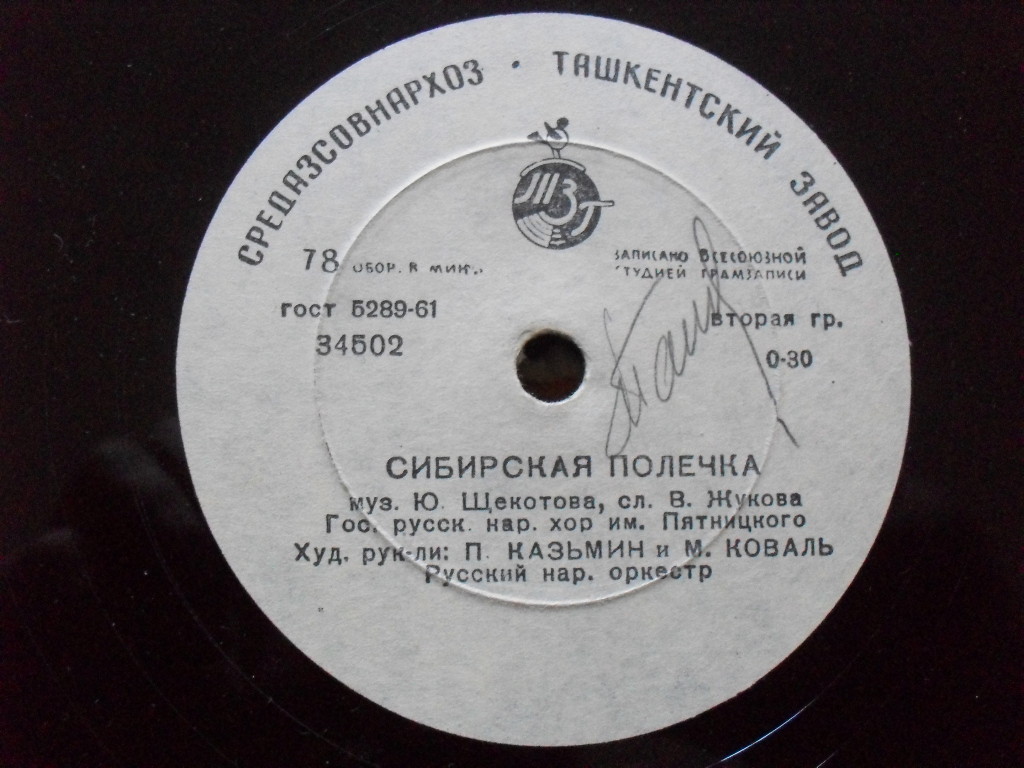 СРЕДАЗСОВНАРХОЗ · ТАШКЕНТСКИЙ ЗАВОД
ТЗГ
78 ОБОР. В МИН.
ЗАПИСАНО ВСЕСОЮЗНОЙ
СТУДИЕЙ ГРАМЗАПИСИ
ГОСТ 5289-61
вторая гр.
34502
0-30
СИБИРСКАЯ ПОЛЕЧКА
муз. Ю. Щекотова, сл. В. Жукова
Гос. русск. нар. хор им. Пятницкого
Худ. рук-ли: П. КАЗЬМИН и М. КОВАЛЬ
Русский нар. оркестр